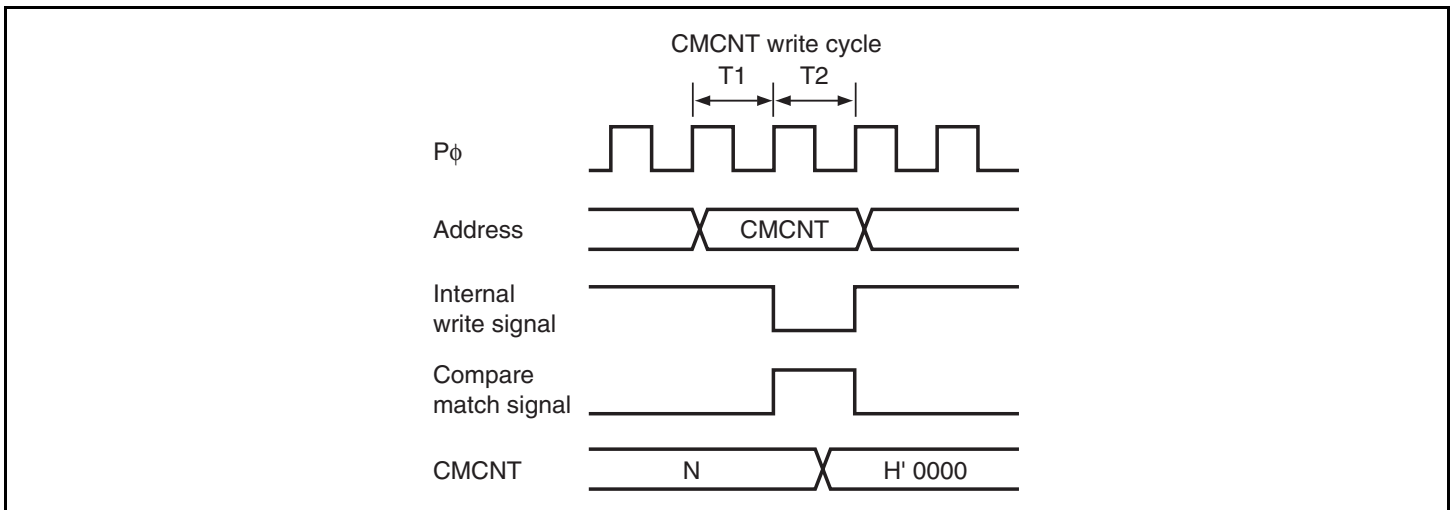 CMCNT write cycle
T1 T2
Pϕ
Address
CMCNT
Internal
write signal
Compare
match signal
CMCNT
N
H' 0000